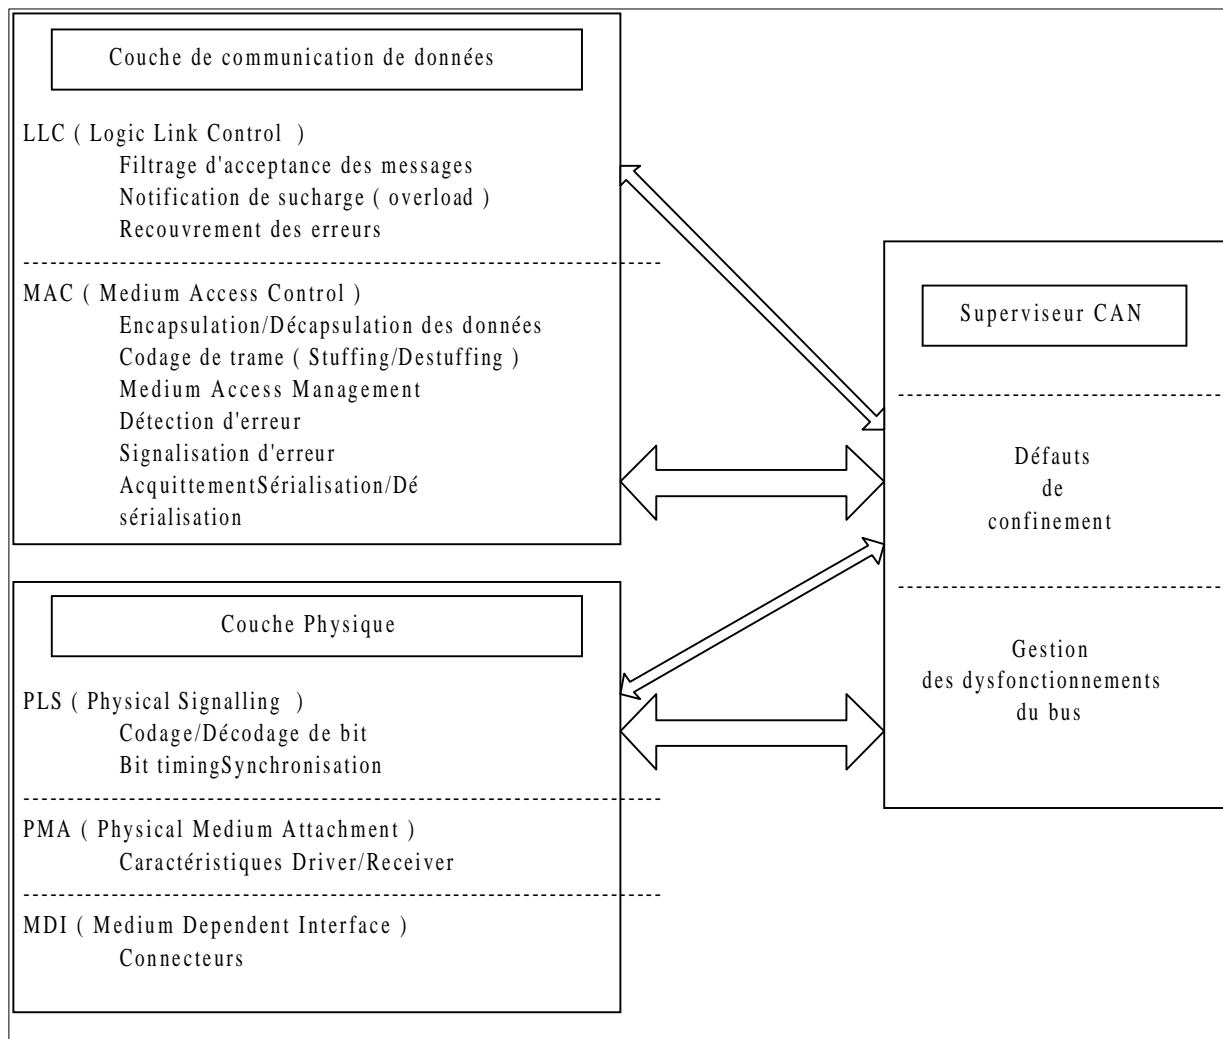 Couche de communication de données
LLC ( Logic Link Control  )
Filtrage d'acceptance des messages
Notification de sucharge ( overload )
Recouvrement des erreurs
MAC ( Medium Access Control )
Encapsulation/Décapsulation des données
Codage de trame ( Stuffing/Destuffing )
Medium Access Management
Détection d'erreur
Signalisation d'erreur
AcquittementSérialisation/Dé
sérialisation
Couche Physique
PLS ( Physical Signalling  )
Codage/Décodage de bit
Bit timingSynchronisation
PMA ( Physical Medium Attachment )
Caractéristiques Driver/Receiver
MDI ( Medium Dependent Interface )
Connecteurs
Superviseur CAN
Défauts
de
confinement
Gestion
des dysfonctionnements
du bus